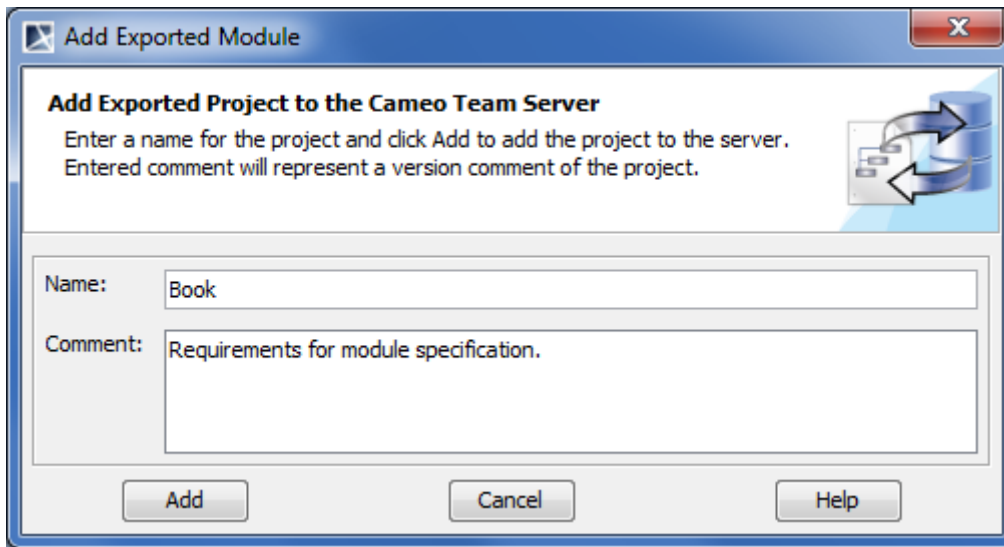 Add Exported Module
Add Exported Project to the Cameo Team Server
Enter a name for the project and click Add to add the project to the server.
Entered comment will represent a version comment of the project.
Name:
Book
Comment:
Requirements for module specification.
Add
Cancel
Help